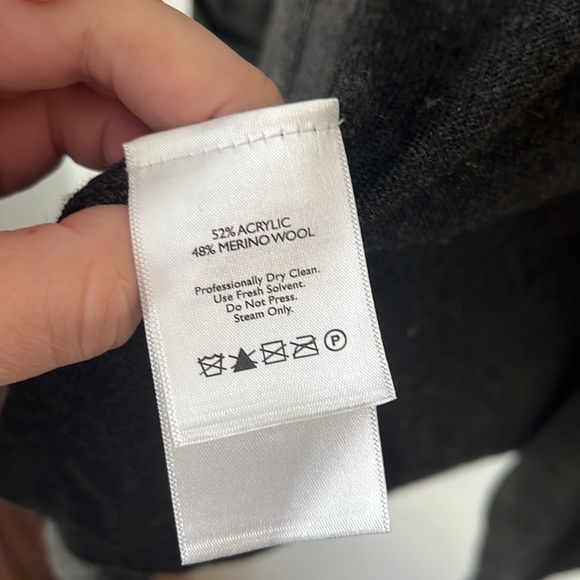 52% ACRYLIC
48% MERINO WOOL
Professionally Dry Clean.
Use Fresh Solvent.
Do Not Press.
Steam Only.
P